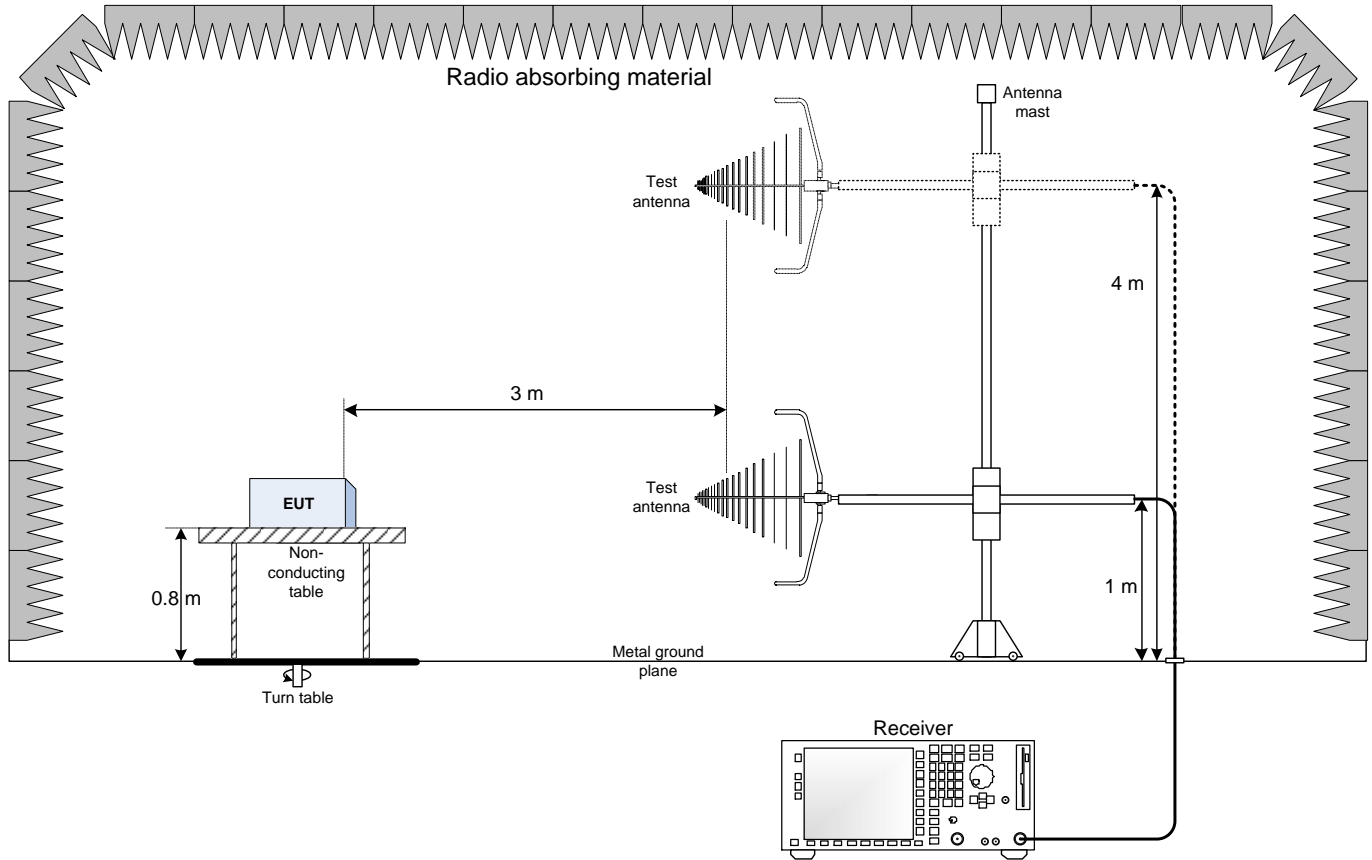 Radio absorbing material
Antenna
mast
Test
antenna
4 m
3 m
Test
antenna
EUT
Non-
conducting
table
0.8 m
1 m
Metal ground
plane
Turn table
Receiver